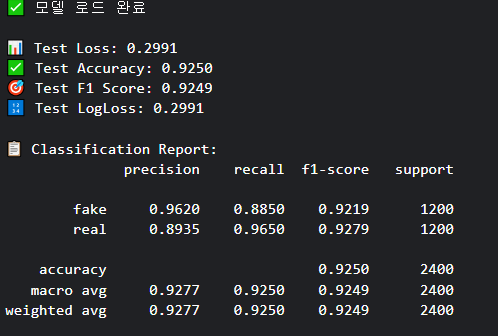 ✅ 모델 로드 완료
📊 Test Loss: 0.2991
✅ Test Accuracy: 0.9250
🎯 Test F1 Score: 0.9249
🔢 Test LogLoss: 0.2991
📋 Classification Report:
precision recall f1-score support
fake 0.9620 0.8850 0.9219 1200
real 0.8935 0.9650 0.9279 1200
accuracy 0.9250 2400
macro avg 0.9277 0.9250 0.9249 2400
weighted avg 0.9277 0.9250 0.9249 2400